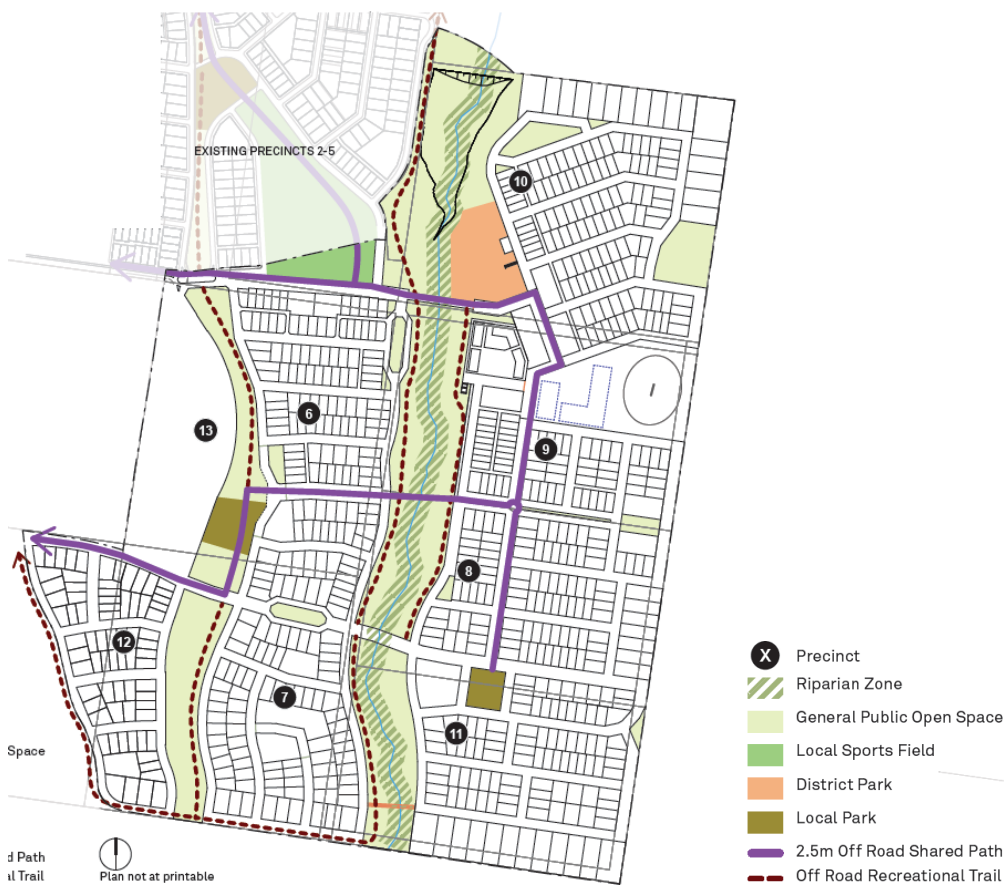 EXISTING PRECINCTS 2-5
10
6
13
9
8
12
7
11
X Precinct
Riparian Zone
General Public Open Space
Local Sports Field
District Park
Local Park
2.5m Off Road Shared Path
Off Road Recreational Trail
Space
d Path
al Trail
Plan not at printable